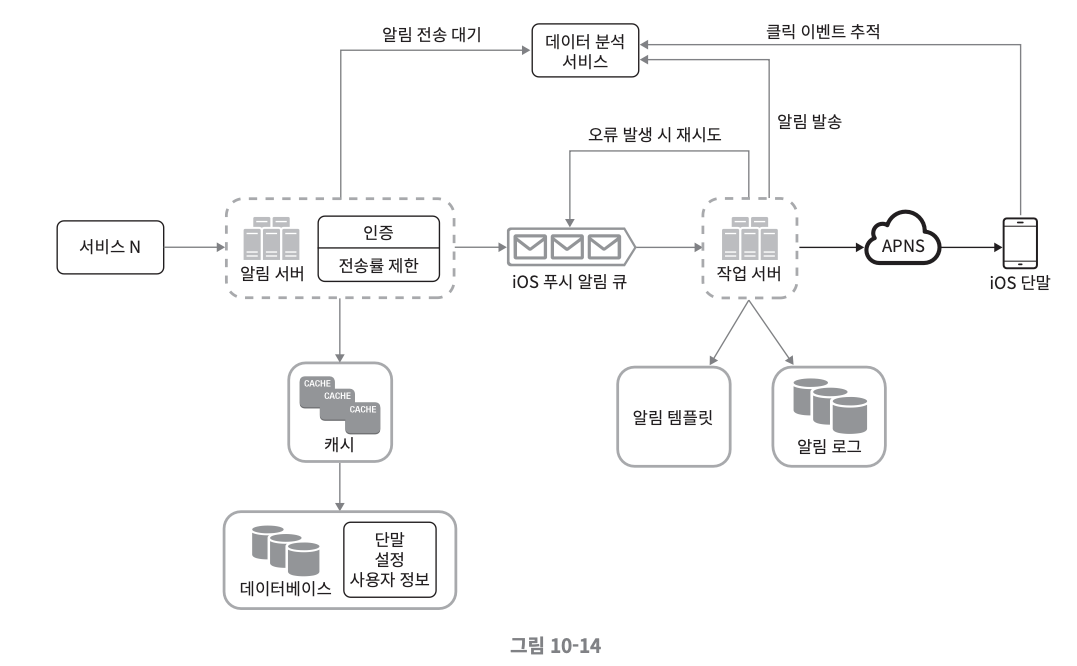 알림 전송 대기
데이터 분석
서비스
클릭 이벤트 추적
알림 발송
오류 발생 시 재시도
서비스 N
알림 서버
인증
전송률 제한
iOS 푸시 알림 큐
작업 서버
APNS
iOS 단말
CACHE
CACHE
CACHE
캐시
알림 템플릿
알림 로그
데이터베이스
단말
설정
사용자 정보
그림 10-14